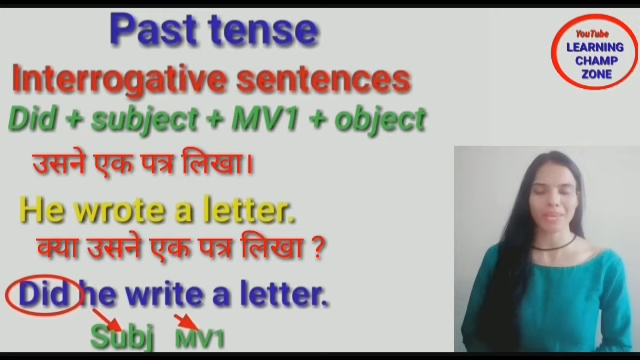 Past tense
YouTube
LEARNING
CHAMP
ZONE
Interrogative sentences
Did + subject + MV1 + object
उसने एक पत्र लिखा।
He wrote a letter.
क्या उसने एक पत्र लिखा ?
Did he write a letter.
Subj MV1